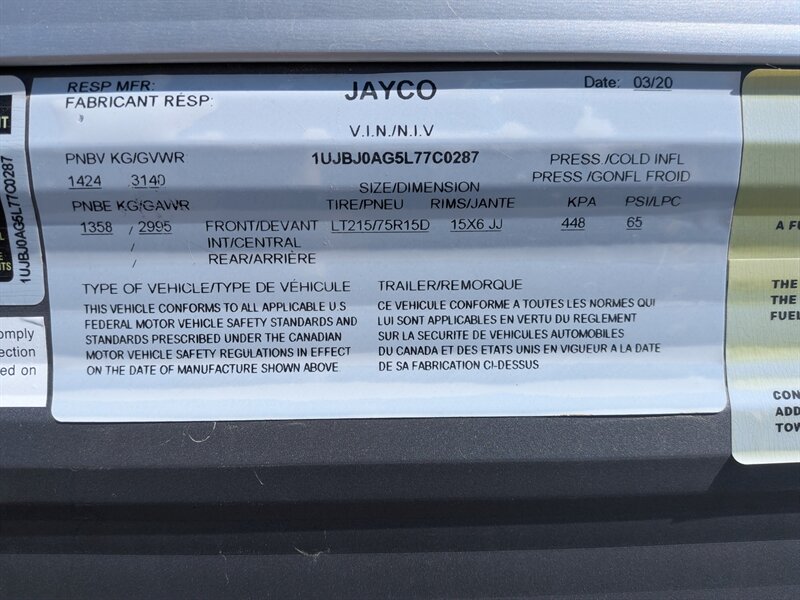 RESP MFR: JAYCO Date: 03/20
FABRICANT RÉSP:
V.I.N./N.I.V
PNBV KG/GVWR 1UJBJ0AG5L77C0287 PRESS /COLD INFL
1424 3140 PRESS /GONFL FROID
SIZE/DIMENSION
PNBE KG/GAWR TIRE/PNEU RIMS/JANTE KPA PSI/LPC
1358 / 2995 FRONT/DEVANT LT215/75R15D 15X6 JJ 448 65
INT/CENTRAL
/ REAR/ARRIÈRE
TYPE OF VEHICLE/TYPE DE VÉHICULE TRAILER/REMORQUE
THIS VEHICLE CONFORMS TO ALL APPLICABLE U.S
FEDERAL MOTOR VEHICLE SAFETY STANDARDS AND
STANDARDS PRESCRIBED UNDER THE CANADIAN
MOTOR VEHICLE SAFETY REGULATIONS IN EFFECT
ON THE DATE OF MANUFACTURE SHOWN ABOVE
CE VEHICULE CONFORME A TOUTES LES NORMES QUI
LUI SONT APPLICABLES EN VERTU DU REGLEMENT
SUR LA SECURITE DE VEHICULES AUTOMOBILES
DU CANADA ET DES ETATS UNIS EN VIGUEUR A LA DATE
DE SA FABRICATION CI-DESSUS
1UJBJ0AG5L77C0287
comply
ection
ed on
A FU
THE
THE
FUEL
CON
ADD
TOW